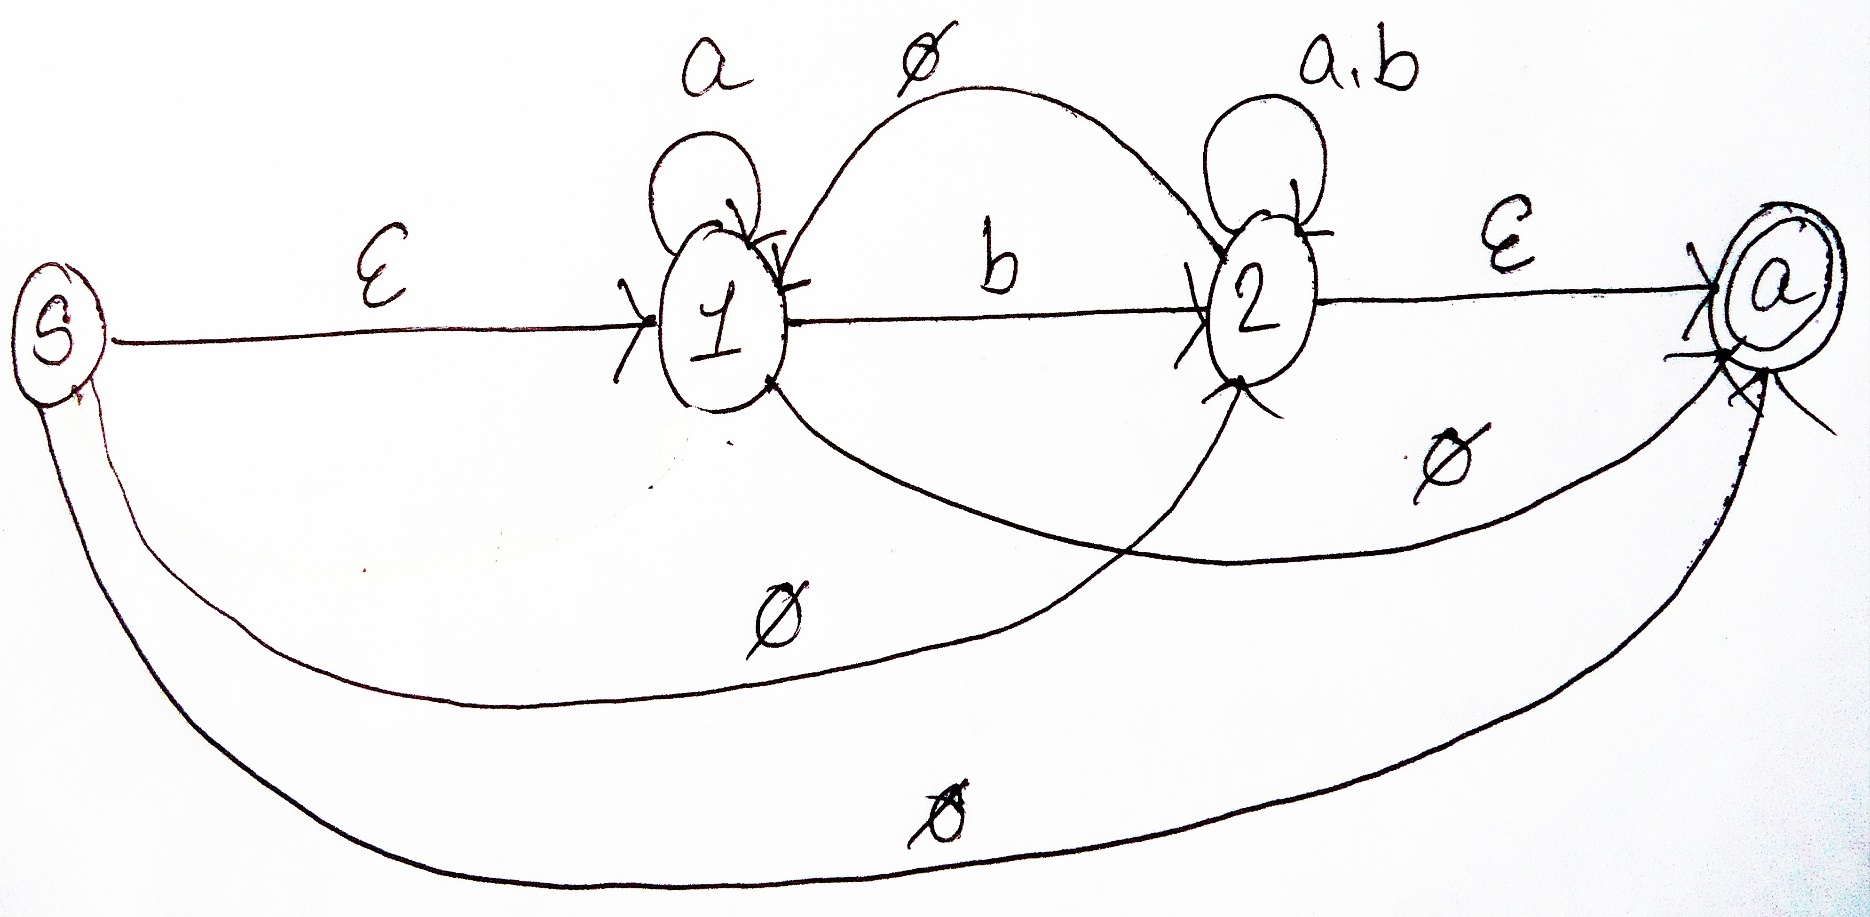 a ø a,b
ε b ε
S 1 2 a
ø
ø
ø